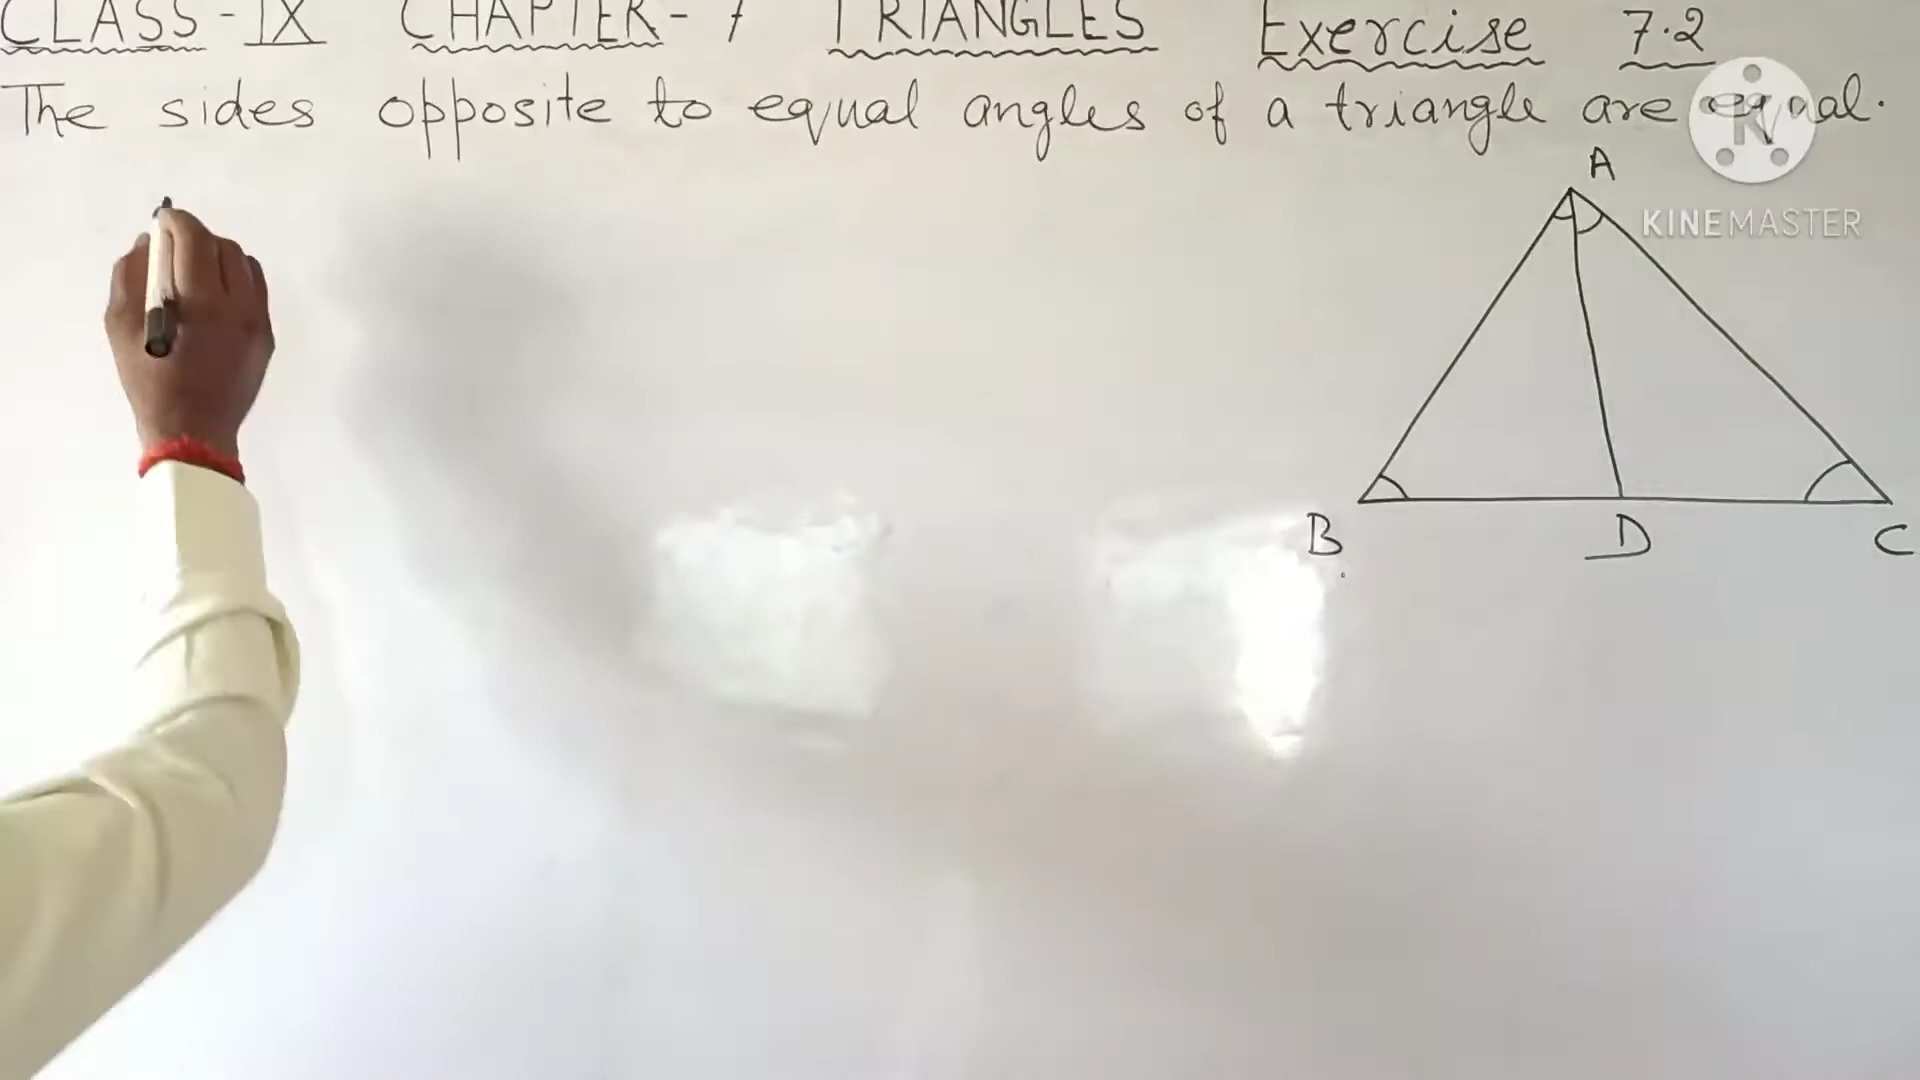 CLASS - IX CHAPTER - 7 TRIANGLES Exercise 7.2
The sides opposite to equal angles of a triangle are equal.
K
KINEMASTER
A
B D C